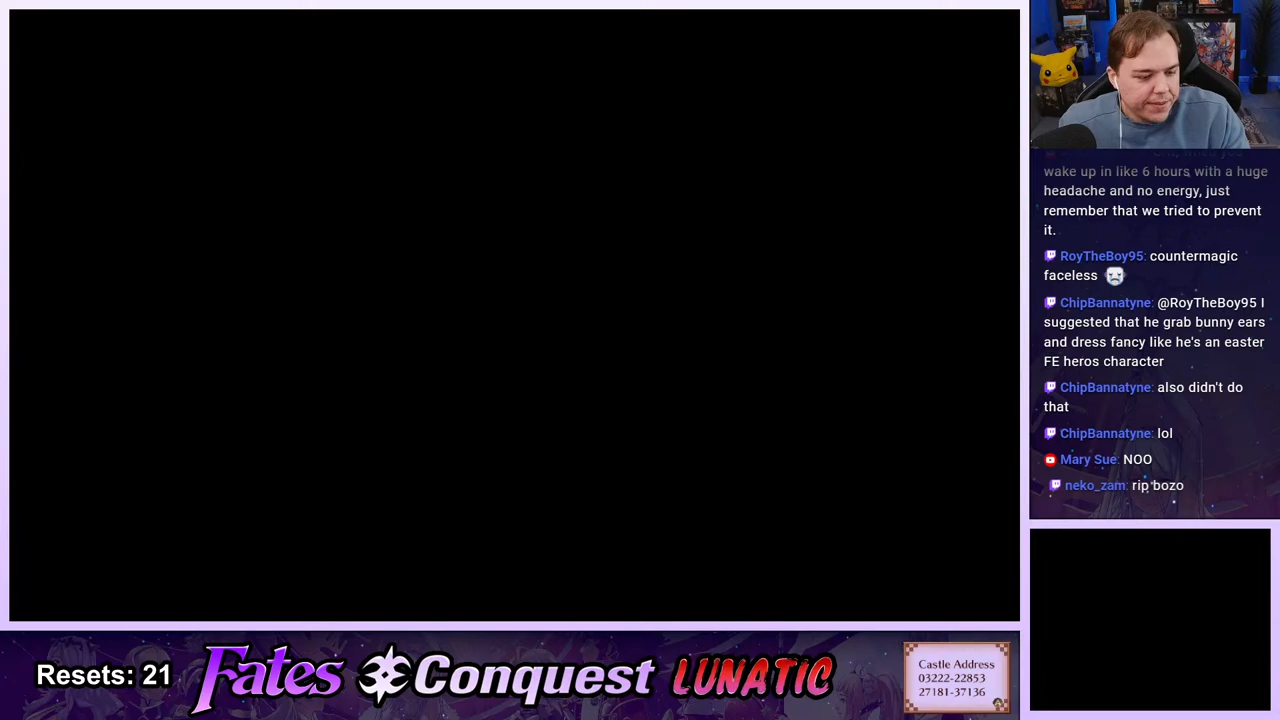 wake up in like 6 hours with a huge
headache and no energy, just
remember that we tried to prevent
it.
RoyTheBoy95: countermagic
faceless
ChipBannatyne: @RoyTheBoy95 I
suggested that he grab bunny ears
and dress fancy like he's an easter
FE heros character
ChipBannatyne: also didn't do
that
ChipBannatyne: lol
Mary Sue: NOO
neko_zam: rip bozo
Resets: 21
Fates Conquest LUNATIC
Castle Address
03222-22853
27181-37136